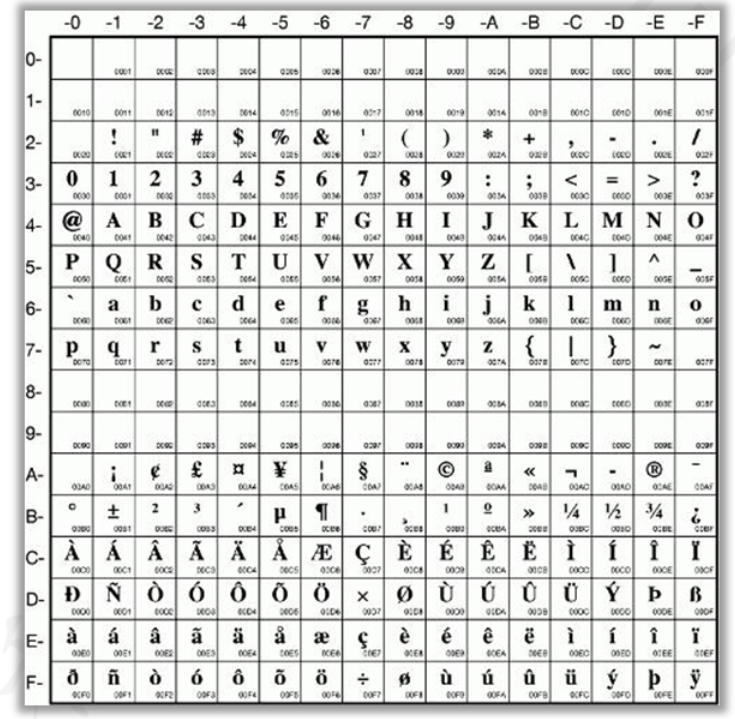 -0 -1 -2 -3 -4 -5 -6 -7 -8 -9 -A -B -C -D -E -F
0-
0001 0002 0003 0004 0005 0006 0007 0008 0009 000A 000B 000C 000D 000E 000F
1-
0010 0011 0012 0013 0014 0015 0016 0017 0018 0019 001A 001B 001C 001D 001E 001F
2- ! " # $ % & ' ( ) * + , - . /
0020 0021 0022 0023 0024 0025 0026 0027 0028 0029 002A 002B 002C 002D 002E 002F
3- 0 1 2 3 4 5 6 7 8 9 : ; < = > ?
0030 0031 0032 0033 0034 0035 0036 0037 0038 0039 003A 003B 003C 003D 003E 003F
4- @ A B C D E F G H I J K L M N O
0040 0041 0042 0043 0044 0045 0046 0047 0048 0049 004A 004B 004C 004D 004E 004F
5- P Q R S T U V W X Y Z [ \ ] ^ _
0050 0051 0052 0053 0054 0055 0056 0057 0058 0059 005A 005B 005C 005D 005E 005F
6- ` a b c d e f g h i j k l m n o
0060 0061 0062 0063 0064 0065 0066 0067 0068 0069 006A 006B 006C 006D 006E 006F
7- p q r s t u v w x y z { | } ~
0070 0071 0072 0073 0074 0075 0076 0077 0078 0079 007A 007B 007C 007D 007E 007F
8-
0080 0081 0082 0083 0084 0085 0086 0087 0088 0089 008A 008B 008C 008D 008E 008F
9-
0090 0091 0092 0093 0094 0095 0096 0097 0098 0099 009A 009B 009C 009D 009E 009F
A- ¡ ¢ £ ¤ ¥ ¦ § ¨ © ª « ¬ - ® ¯
00A0 00A1 00A2 00A3 00A4 00A5 00A6 00A7 00A8 00A9 00AA 00AB 00AC 00AD 00AE 00AF
B- ° ± ² ³ ´ µ ¶ · ¸ ¹ º » ¼ ½ ¾ ¿
00B0 00B1 00B2 00B3 00B4 00B5 00B6 00B7 00B8 00B9 00BA 00BB 00BC 00BD 00BE 00BF
C- À Á Â Ã Ä Å Æ Ç È É Ê Ë Ì Í Î Ï
00C0 00C1 00C2 00C3 00C4 00C5 00C6 00C7 00C8 00C9 00CA 00CB 00CC 00CD 00CE 00CF
D- Ð Ñ Ò Ó Ô Õ Ö × Ø Ù Ú Û Ü Ý Þ ß
00D0 00D1 00D2 00D3 00D4 00D5 00D6 00D7 00D8 00D9 00DA 00DB 00DC 00DD 00DE 00DF
E- à á â ã ä å æ ç è é ê ë ì í î ï
00E0 00E1 00E2 00E3 00E4 00E5 00E6 00E7 00E8 00E9 00EA 00EB 00EC 00ED 00EE 00EF
F- ð ñ ò ó ô õ ö ÷ ø ù ú û ü ý þ ÿ
00F0 00F1 00F2 00F3 00F4 00F5 00F6 00F7 00F8 00F9 00FA 00FB 00FC 00FD 00FE 00FF